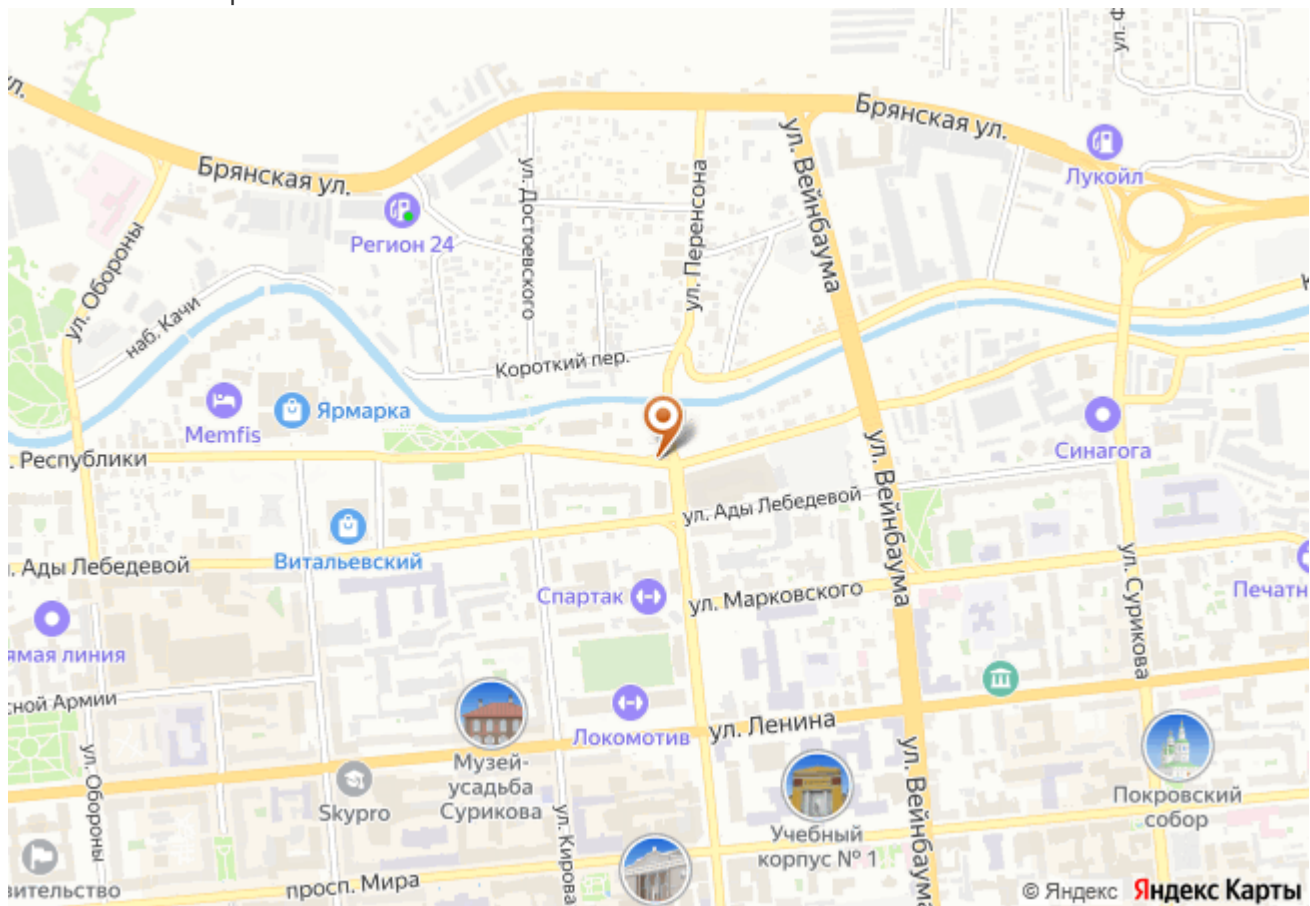 ул. Ф
ул.
Брянская ул.
Лукойл
Брянская ул.
ул. Вейнбаума
ул. Достоевского
ул. Перенсона
Регион 24
ул. Обороны
наб. Качи
Короткий пер.
Ярмарка
Memfis
Синагога
. Республики
ул. Вейнбаума
ул. Ады Лебедевой
Витальевский
. Ады Лебедевой
Спартак
ул. Марковского
ул. Сурикова
Печатн
ямая линия
сной Армии
Локомотив
ул. Ленина
Музей-
усадьба
Сурикова
ул. Обороны
Skypro
ул. Кирова
ул. Вейнбаума
Покровский
собор
Учебный
корпус № 1
просп. Мира
вительство
© Яндекс Яндекс Карты